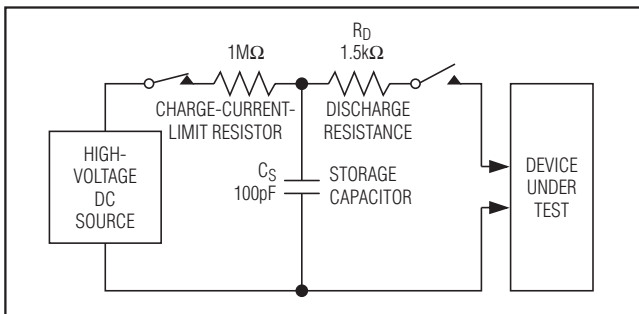 R_D
1MΩ
1.5kΩ
CHARGE-CURRENT-
LIMIT RESISTOR
DISCHARGE
RESISTANCE
HIGH-
VOLTAGE
DC
SOURCE
C_S
100pF
STORAGE
CAPACITOR
DEVICE
UNDER
TEST